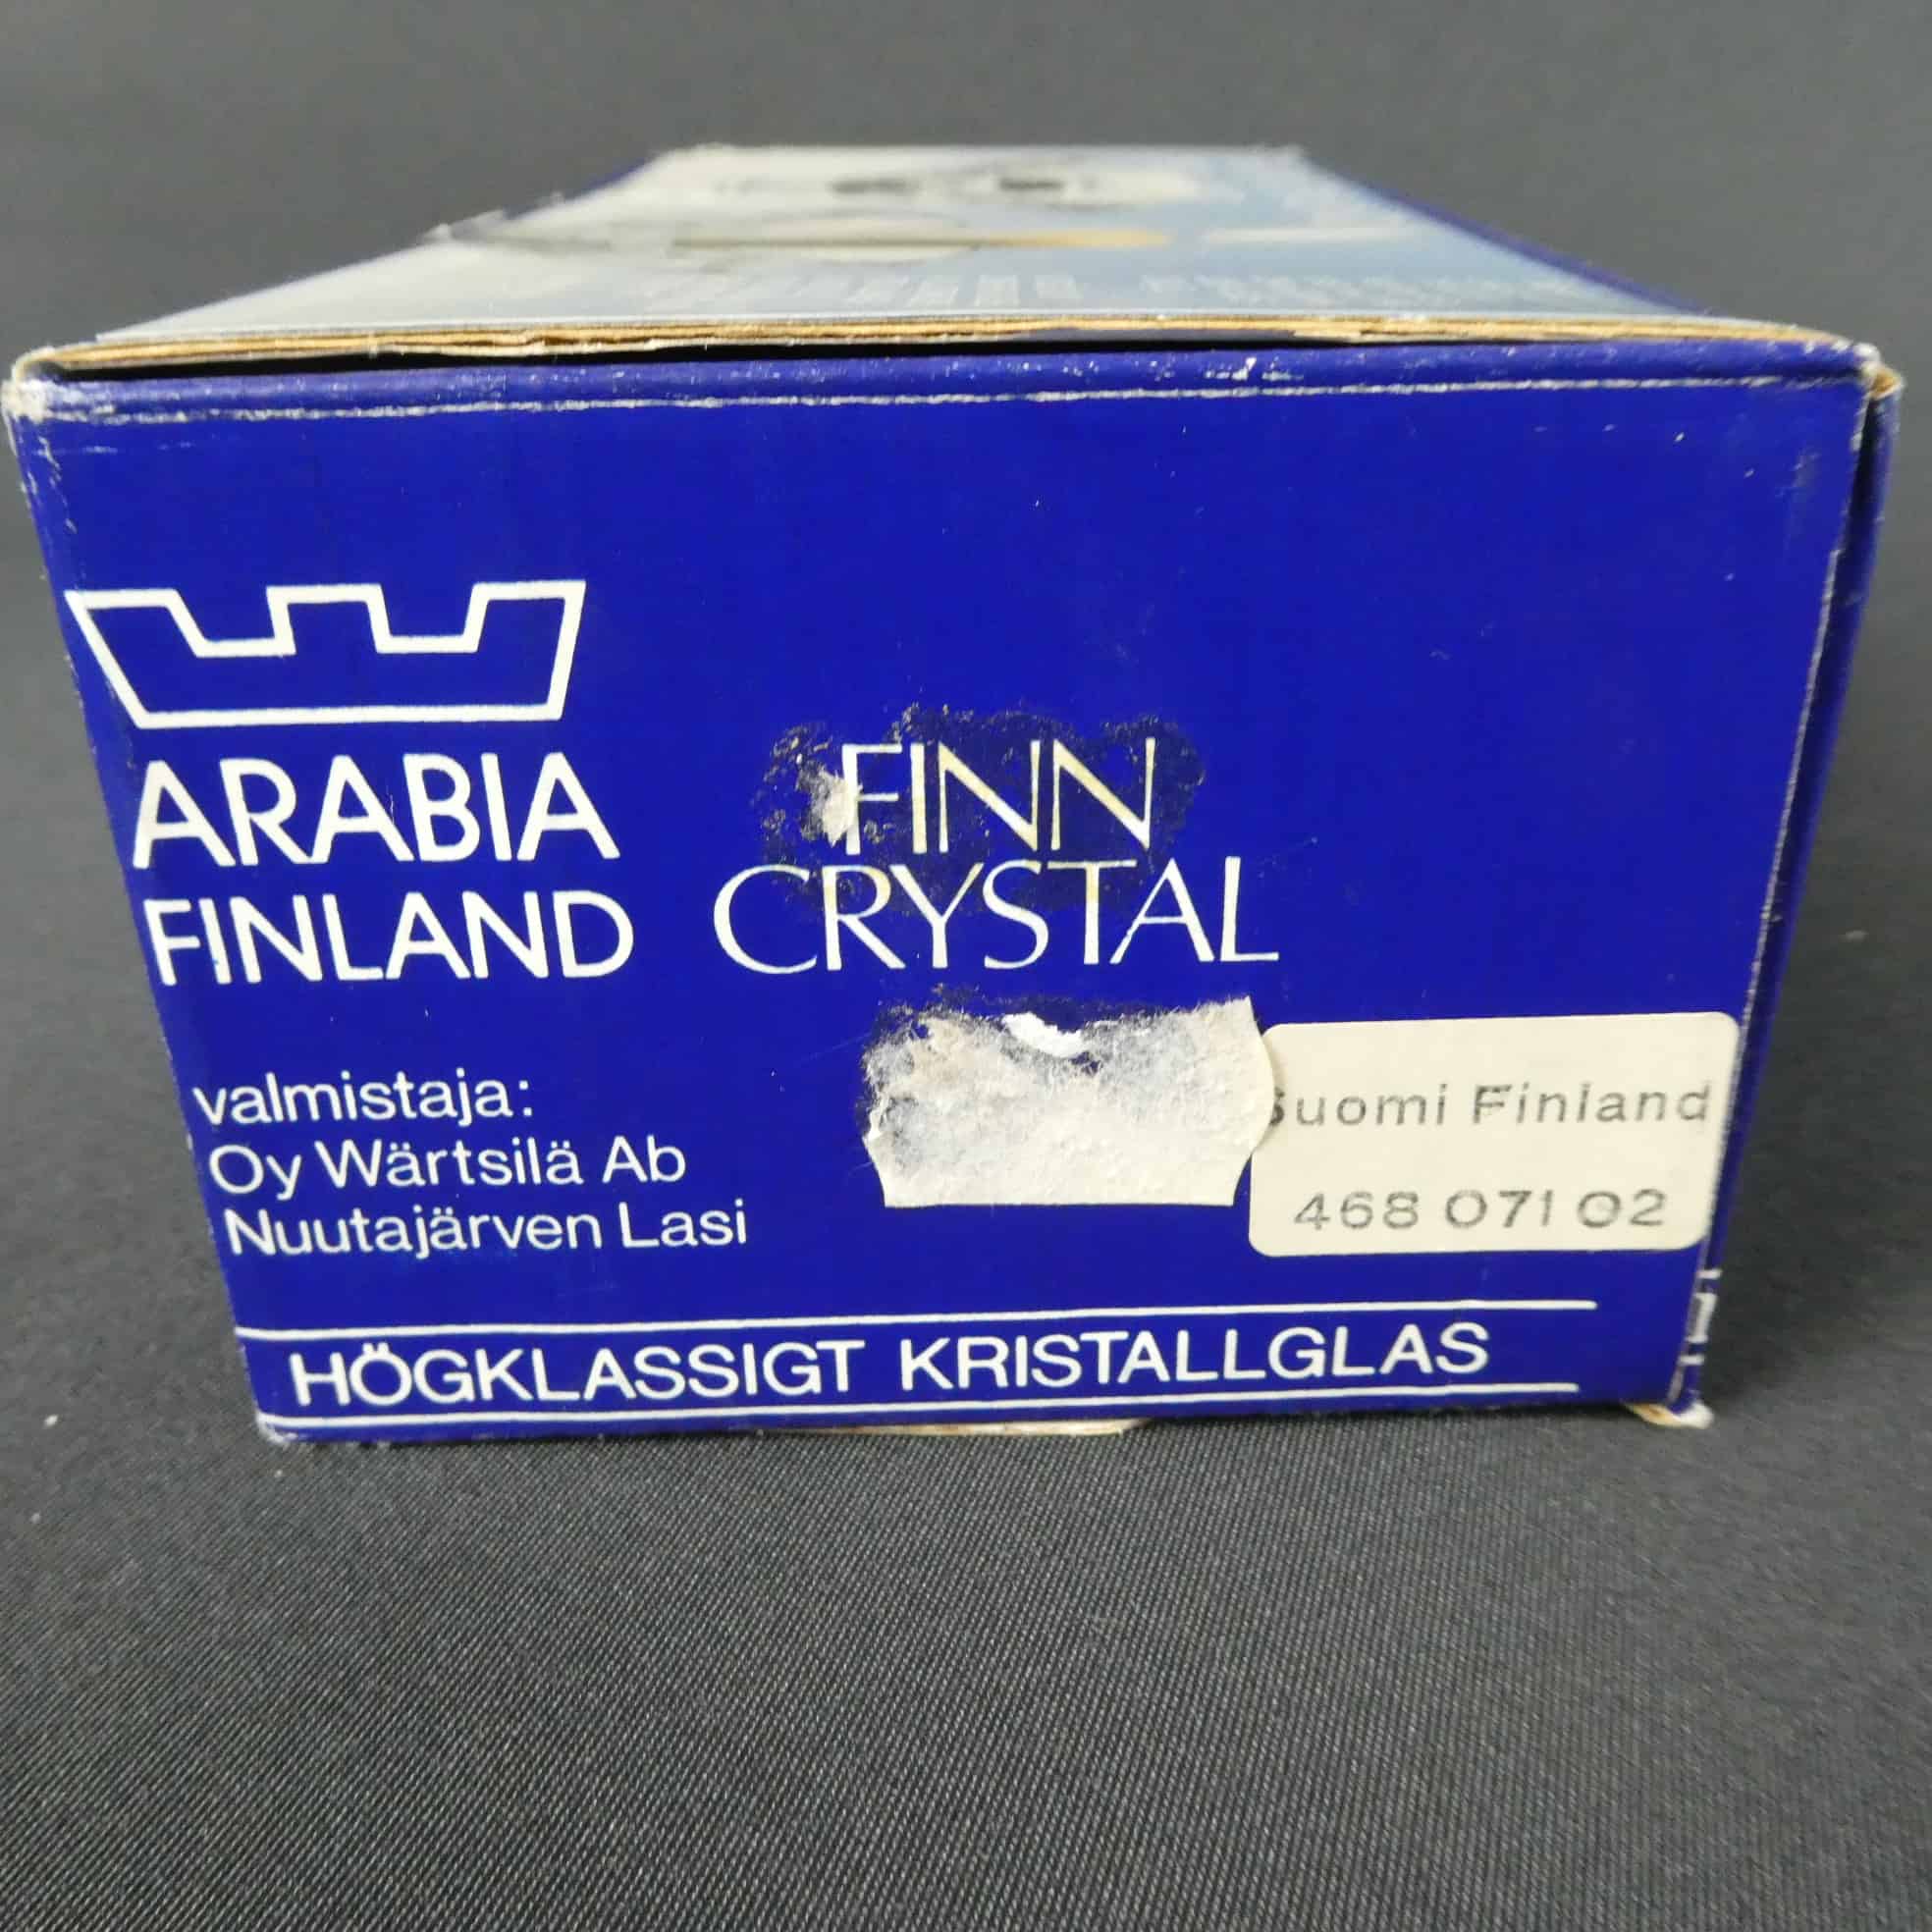 ARABIA
FINLAND
FINN
CRYSTAL
valmistaja:
Oy Wärtsilä Ab
Nuutajärven Lasi
Suomi Finland
468 071 02
HÖGKLASSIGT KRISTALLGLAS